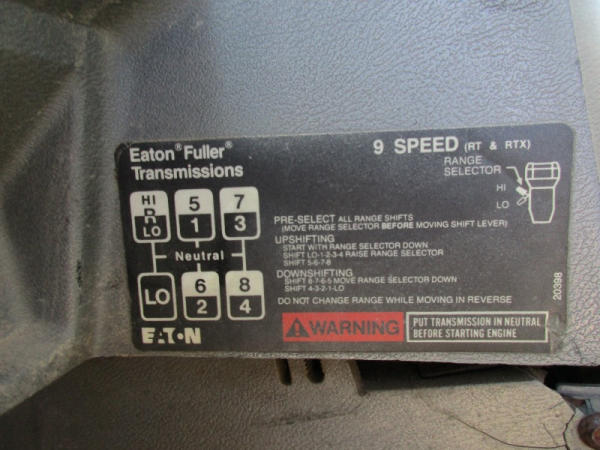 Eaton® Fuller®
Transmissions
9 SPEED (RT & RTX)
RANGE
SELECTOR
HI
LO
HI
R
LO
5
1
7
3
Neutral
LO
6
2
8
4
EATON
PRE-SELECT ALL RANGE SHIFTS
(MOVE RANGE SELECTOR BEFORE MOVING SHIFT LEVER)
UPSHIFTING
START WITH RANGE SELECTOR DOWN
SHIFT LO-1-2-3-4 RAISE RANGE SELECTOR
SHIFT 5-6-7-8
DOWNSHIFTING
SHIFT 8-7-6-5 MOVE RANGE SELECTOR DOWN
SHIFT 4-3-2-1-LO
DO NOT CHANGE RANGE WHILE MOVING IN REVERSE
WARNING
PUT TRANSMISSION IN NEUTRAL
BEFORE STARTING ENGINE
20398